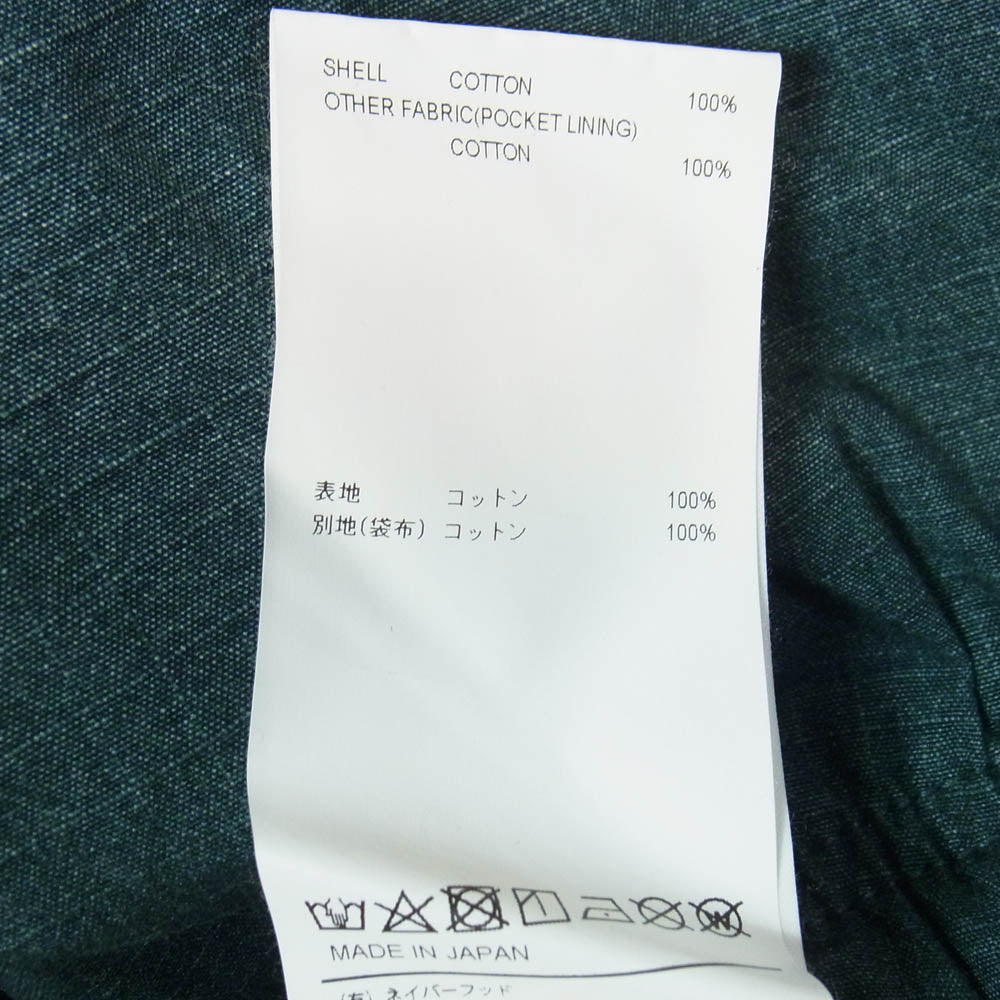 SHELL COTTON 100%
OTHER FABRIC(POCKET LINING)
COTTON 100%
表地 コットン 100%
別地(袋布) コットン 100%
MADE IN JAPAN
(有)ネイバーフッド